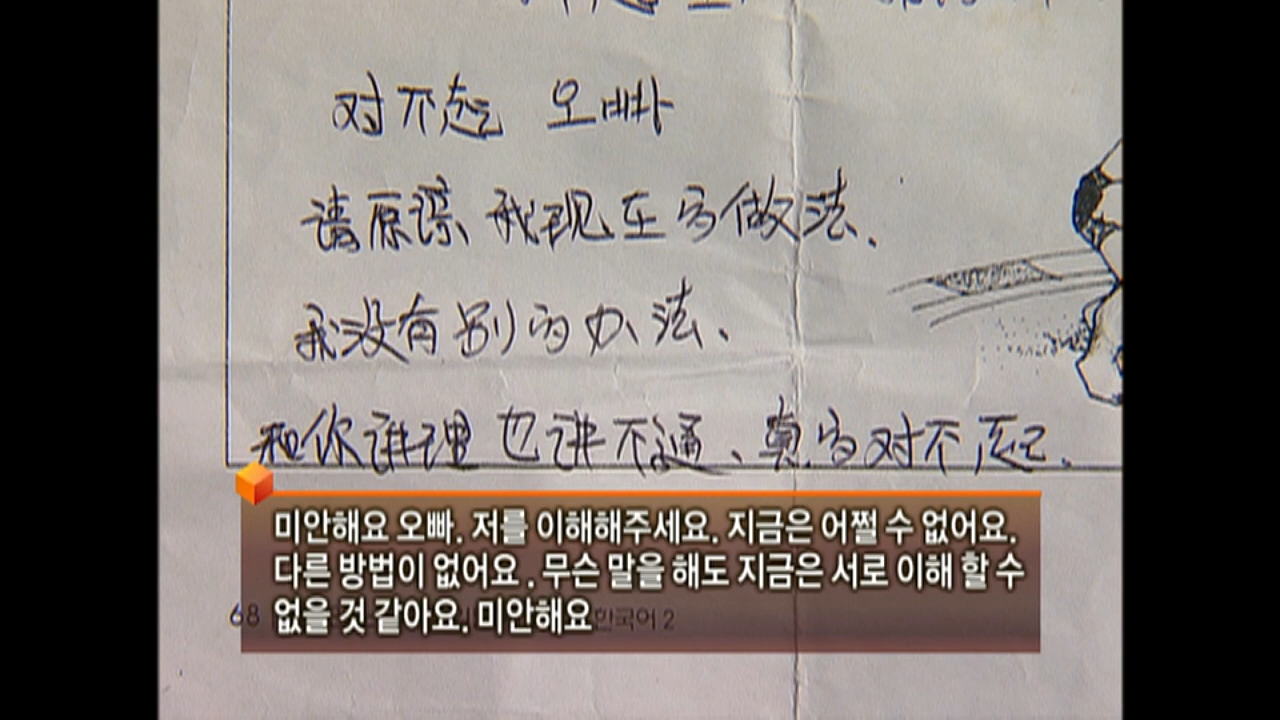 对不起 오빠
请原谅我现在的做法.
我没有别的办法.
和你讲理也讲不通、真的对不起.
미안해요 오빠. 저를 이해해주세요. 지금은 어쩔 수 없어요.
다른 방법이 없어요 . 무슨 말을 해도 지금은 서로 이해 할 수
없을 것 같아요. 미안해요
68 한국어 2